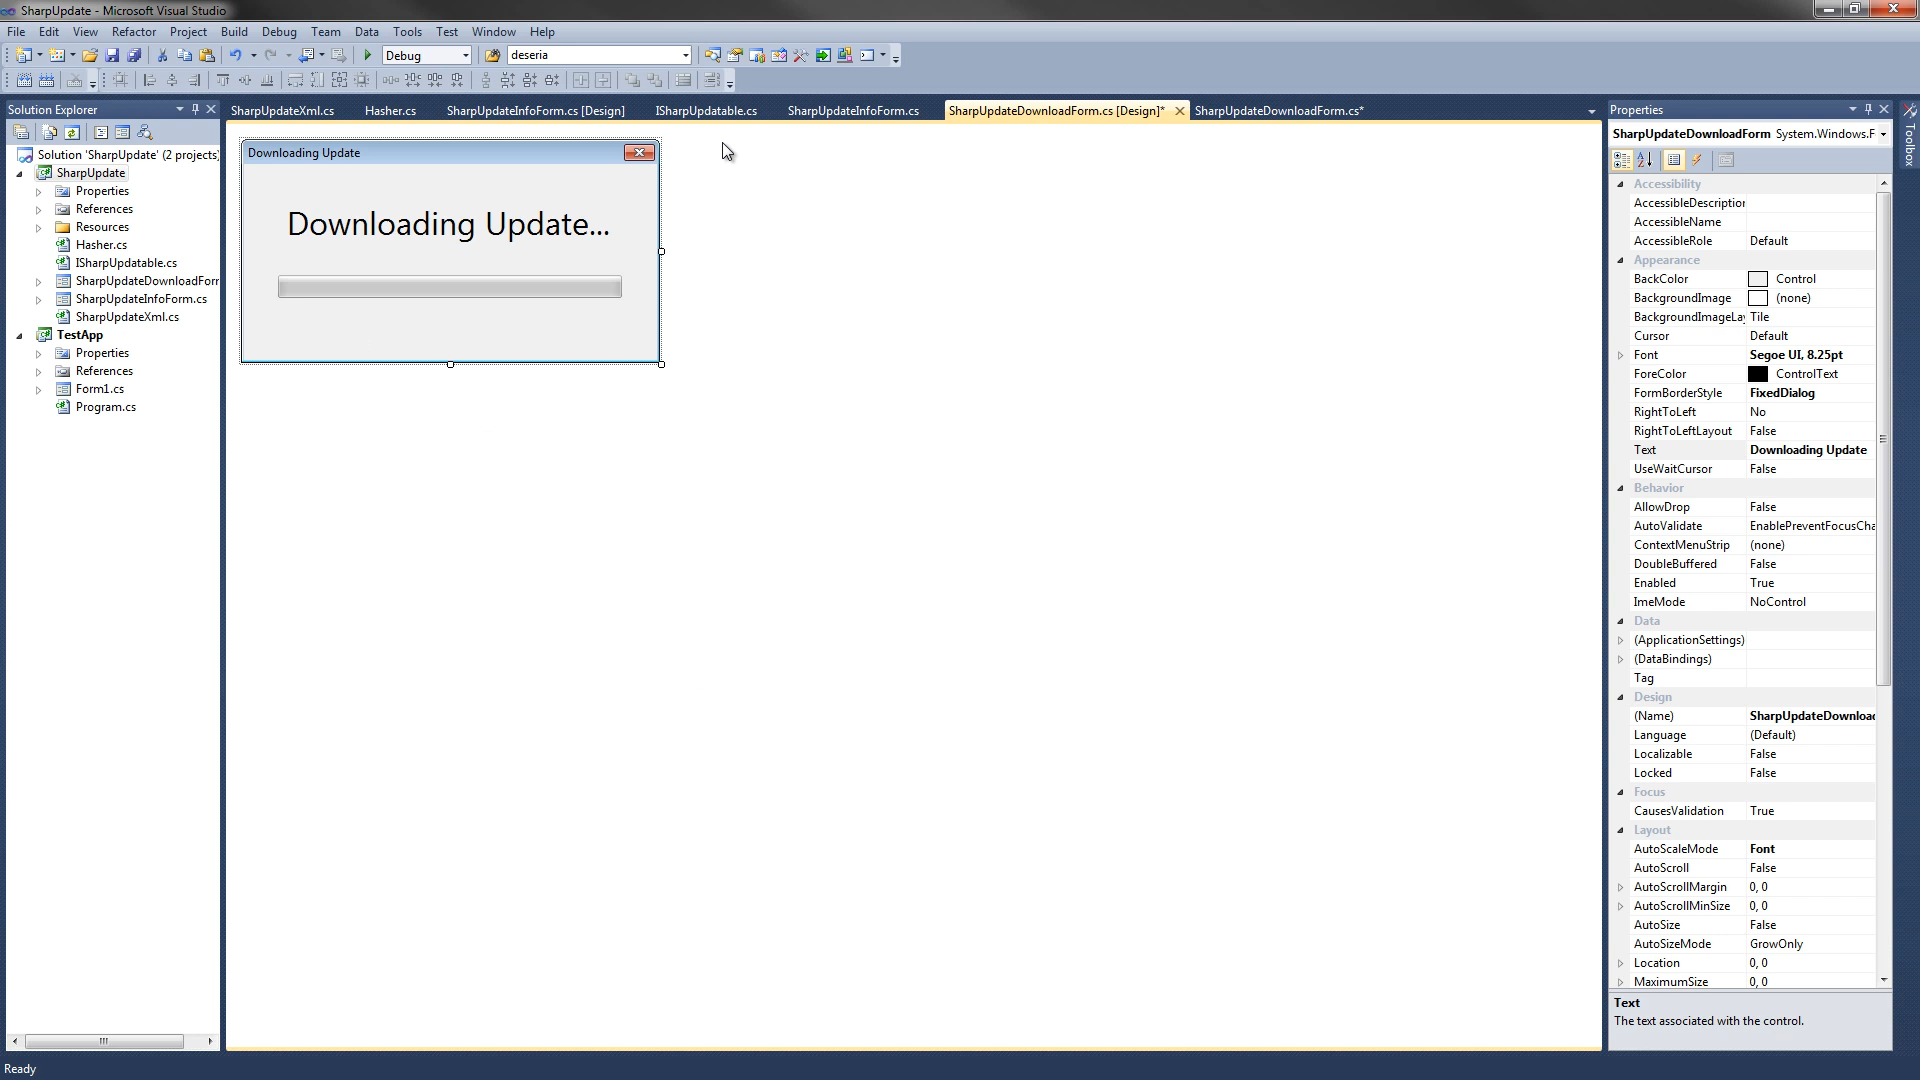 SharpUpdate - Microsoft Visual Studio
File Edit View Refactor Project Build Debug Team Data Tools Test Window Help
Debug deseria
Solution Explorer
SharpUpdateXml.cs Hasher.cs SharpUpdateInfoForm.cs [Design] ISharpUpdatable.cs SharpUpdateInfoForm.cs SharpUpdateDownloadForm.cs [Design]* SharpUpdateDownloadForm.cs*
Solution 'SharpUpdate' (2 projects)
SharpUpdate
Properties
References
Resources
Hasher.cs
ISharpUpdatable.cs
SharpUpdateDownloadForr
SharpUpdateInfoForm.cs
SharpUpdateXml.cs
TestApp
Properties
References
Form1.cs
Program.cs
Downloading Update
Downloading Update...
Properties
SharpUpdateDownloadForm System.Windows.F
Accessibility
AccessibleDescription
AccessibleName
AccessibleRole Default
Appearance
BackColor Control
BackgroundImage (none)
BackgroundImageLay Tile
Cursor Default
Font Segoe UI, 8.25pt
ForeColor ControlText
FormBorderStyle FixedDialog
RightToLeft No
RightToLeftLayout False
Text Downloading Update
UseWaitCursor False
Behavior
AllowDrop False
AutoValidate EnablePreventFocusCha
ContextMenuStrip (none)
DoubleBuffered False
Enabled True
ImeMode NoControl
Data
(ApplicationSettings)
(DataBindings)
Tag
Design
(Name) SharpUpdateDownload
Language (Default)
Localizable False
Locked False
Focus
CausesValidation True
Layout
AutoScaleMode Font
AutoScroll False
AutoScrollMargin 0, 0
AutoScrollMinSize 0, 0
AutoSize False
AutoSizeMode GrowOnly
Location 0, 0
MaximumSize 0, 0
Text
The text associated with the control.
Toolbox
Ready